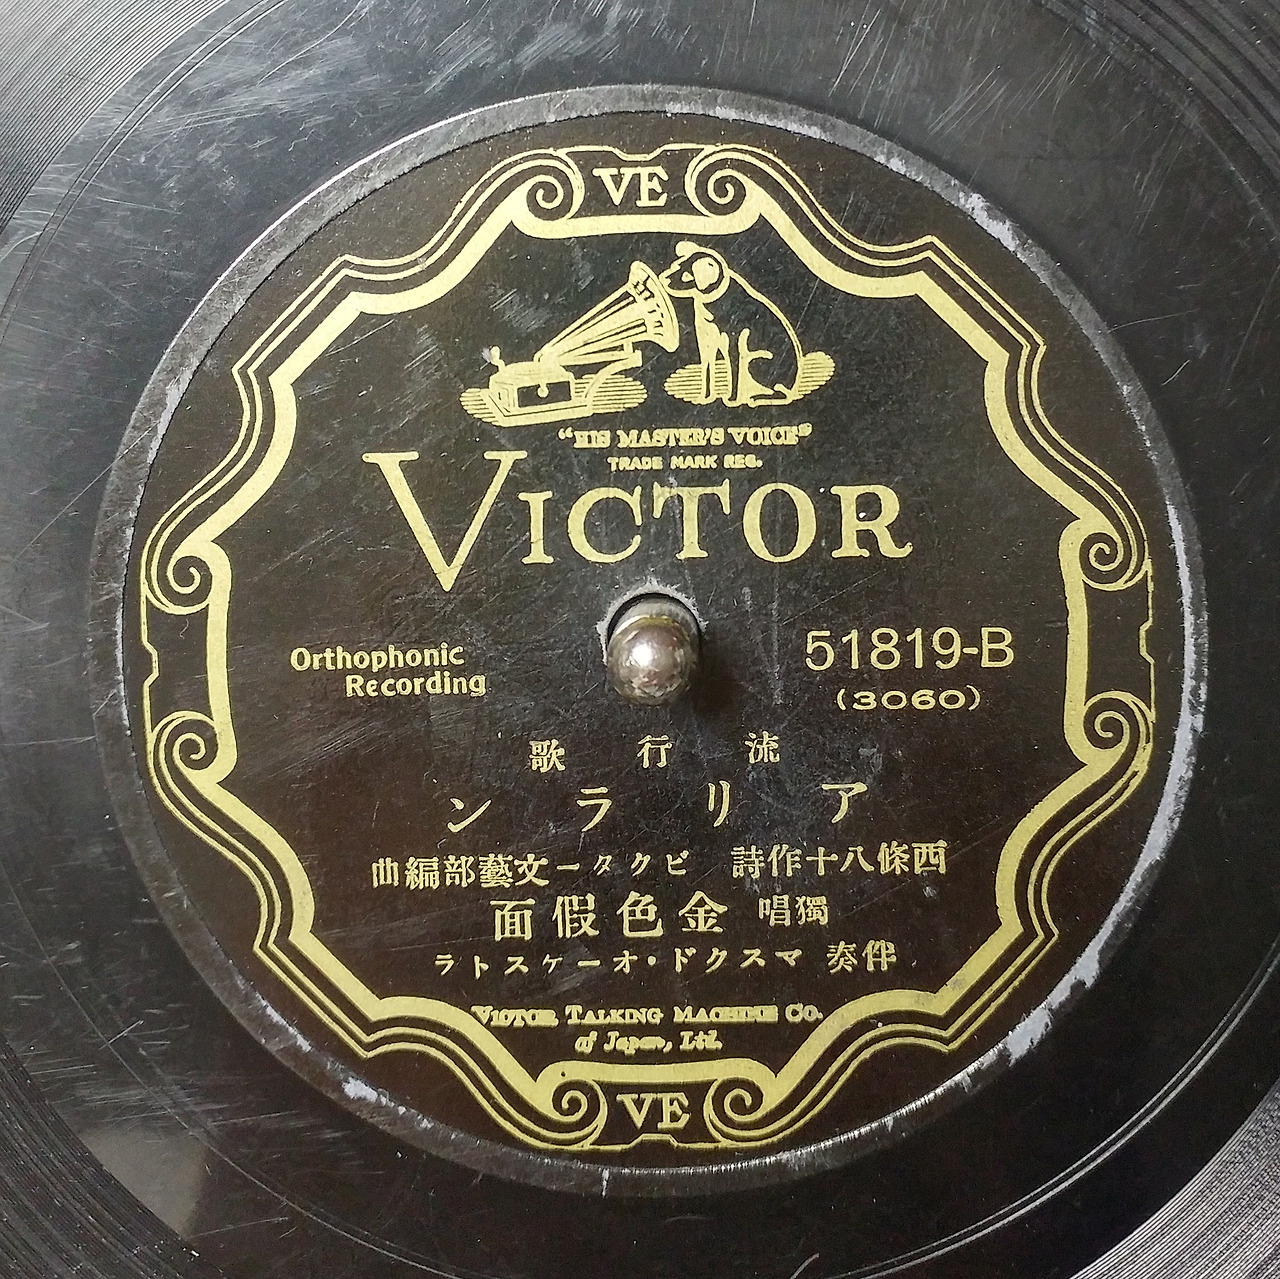 VE
"HIS MASTER'S VOICE"
TRADE MARK REG.
VICTOR
Orthophonic
Recording
51819-B
(3060)
流行歌
アリラン
西條八十作詩 ビクター文藝部編曲
獨唱 金色假面
伴奏 マスクド・オーケストラ
VICTOR TALKING MACHINE CO.
of Japan, Ltd.
VE